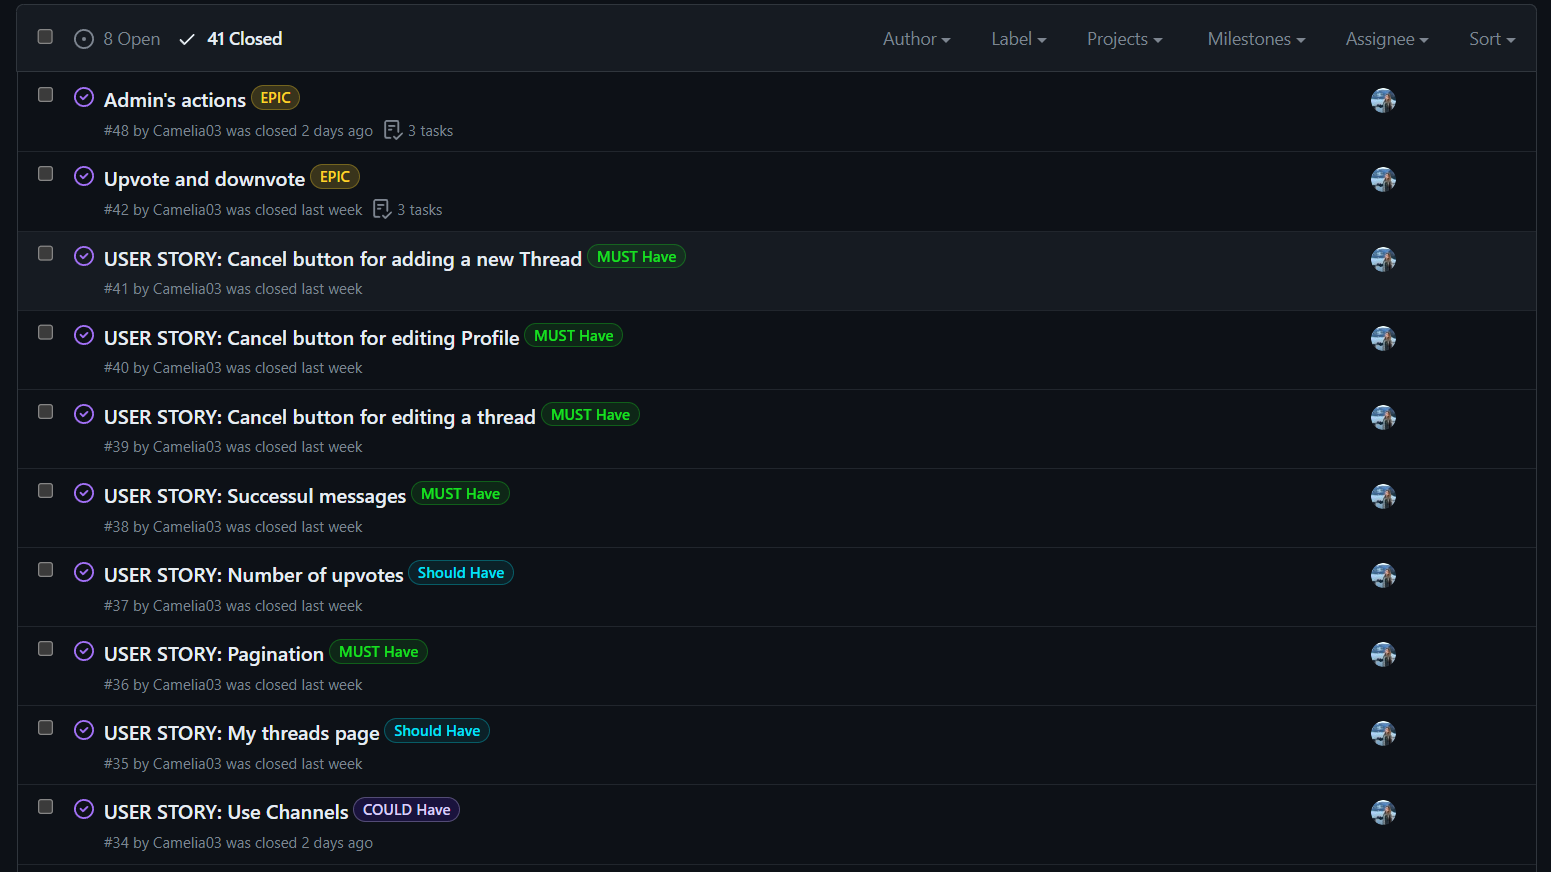 8 Open 41 Closed Author Label Projects Milestones Assignee Sort
Admin's actions EPIC
#48 by Camelia03 was closed 2 days ago 3 tasks
Upvote and downvote EPIC
#42 by Camelia03 was closed last week 3 tasks
USER STORY: Cancel button for adding a new Thread MUST Have
#41 by Camelia03 was closed last week
USER STORY: Cancel button for editing Profile MUST Have
#40 by Camelia03 was closed last week
USER STORY: Cancel button for editing a thread MUST Have
#39 by Camelia03 was closed last week
USER STORY: Successul messages MUST Have
#38 by Camelia03 was closed last week
USER STORY: Number of upvotes Should Have
#37 by Camelia03 was closed last week
USER STORY: Pagination MUST Have
#36 by Camelia03 was closed last week
USER STORY: My threads page Should Have
#35 by Camelia03 was closed last week
USER STORY: Use Channels COULD Have
#34 by Camelia03 was closed 2 days ago